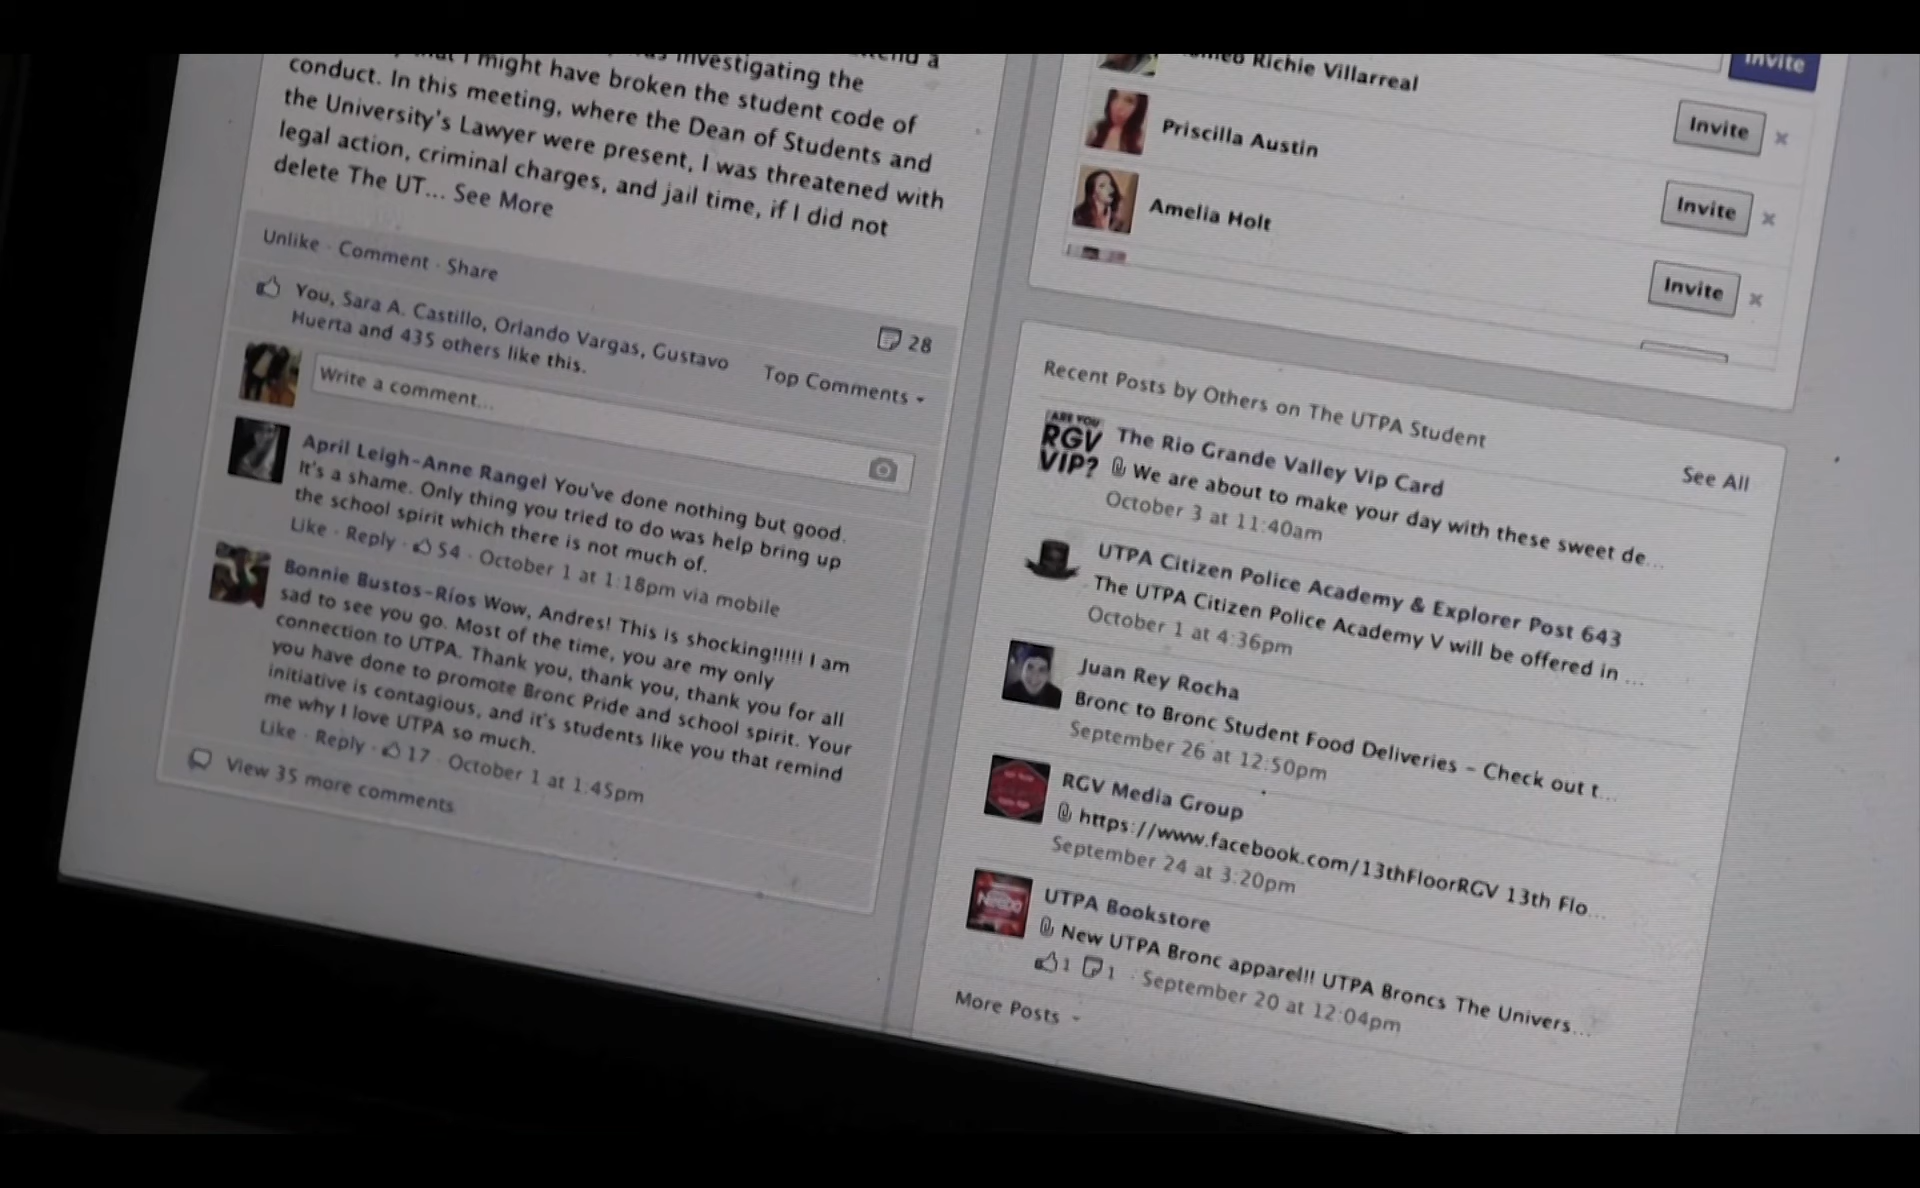 I might have broken the student code of
conduct. In this meeting, where the Dean of Students and
the University's Lawyer were present, I was threatened with
legal action, criminal charges, and jail time, if I did not
delete The UT... See More
Unlike · Comment · Share
You, Sara A. Castillo, Orlando Vargas, Gustavo
Huerta and 435 others like this.
28
Top Comments
Write a comment...
April Leigh-Anne Rangel You've done nothing but good.
It's a shame. Only thing you tried to do was help bring up
the school spirit which there is not much of.
Like · Reply · 54 · October 1 at 1:18pm via mobile
Bonnie Bustos-Ríos Wow, Andres! This is shocking!!!!! I am
sad to see you go. Most of the time, you are my only
connection to UTPA. Thank you, thank you, thank you for all
you have done to promote Bronc Pride and school spirit. Your
initiative is contagious, and it's students like you that remind
me why I love UTPA so much.
Like · Reply · 17 · October 1 at 1:45pm
View 35 more comments
Richie Villarreal
Invite
Priscilla Austin
Invite
Amelia Holt
Invite
Invite
Recent Posts by Others on The UTPA Student
See All
ARE YOU
RGV
VIP?
The Rio Grande Valley Vip Card
We are about to make your day with these sweet de...
October 3 at 11:40am
UTPA Citizen Police Academy & Explorer Post 643
The UTPA Citizen Police Academy V will be offered in ...
October 1 at 4:36pm
Juan Rey Rocha
Bronc to Bronc Student Food Deliveries - Check out t...
September 26 at 12:50pm
RGV Media Group
https://www.facebook.com/13thFloorRGV 13th Flo...
September 24 at 3:20pm
UTPA Bookstore
New UTPA Bronc apparel!! UTPA Broncs The Univers...
1 1 · September 20 at 12:04pm
More Posts